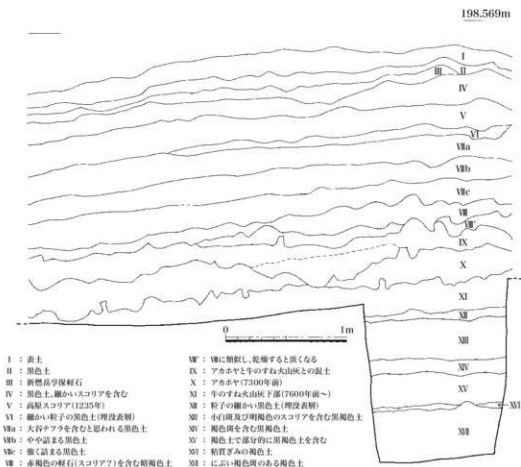 198.569m
I
III II
IV
V
VI
Ⅶa
Ⅶb
Ⅶc
Ⅷ
Ⅷ'
IX
X
XI
XII
XIII
XIV
XV
XVI
XVII
0 1m
I : 表土
II : 黒色土
III : 新燃岳享保軽石
IV : 黒色土、細かいスコリアを含む
V : 高原スコリア(1235年)
VI : 細かい粒子の黒色土(埋没表層)
Ⅶa : 大谷テフラを含むと思われる黒色土
Ⅶb : やや詰まる黒色土
Ⅶc : 強く詰まる黒色土
Ⅷ : 赤褐色の軽石(スコリア?)を含む暗褐色土
Ⅷ' : Ⅷに類似し、乾燥すると淡くなる
IX : アカホヤと牛のすね火山灰との混土
X : アカホヤ(7300年前)
XI : 牛のすね火山灰下部(7600年前~)
XII : 粒子の細かい黒色土(埋没表層)
XIII : 小白斑及び明褐色のスコリアを含む黒褐色土
XIV : 褐色斑を含む黒褐色土
XV : 褐色土で部分的に黒褐色土を含む
XVI : 粘質ぎみの褐色土
XVII : にぶい褐色斑のある褐色土